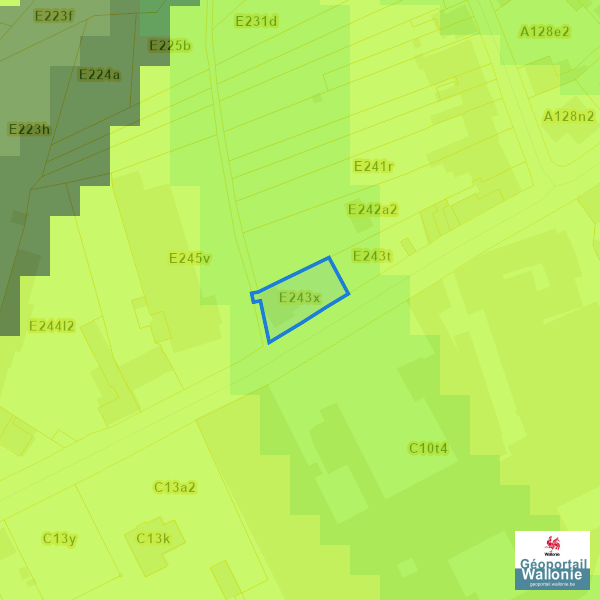 E223f
E231d
A128e2
E225b
E224a
A128n2
E223h
E241r
E242a2
E245v
E243t
E243x
E244l2
C10t4
C13a2
C13y
C13k
Wallonie
Géoportail
Wallonie
geoportail.wallonie.be